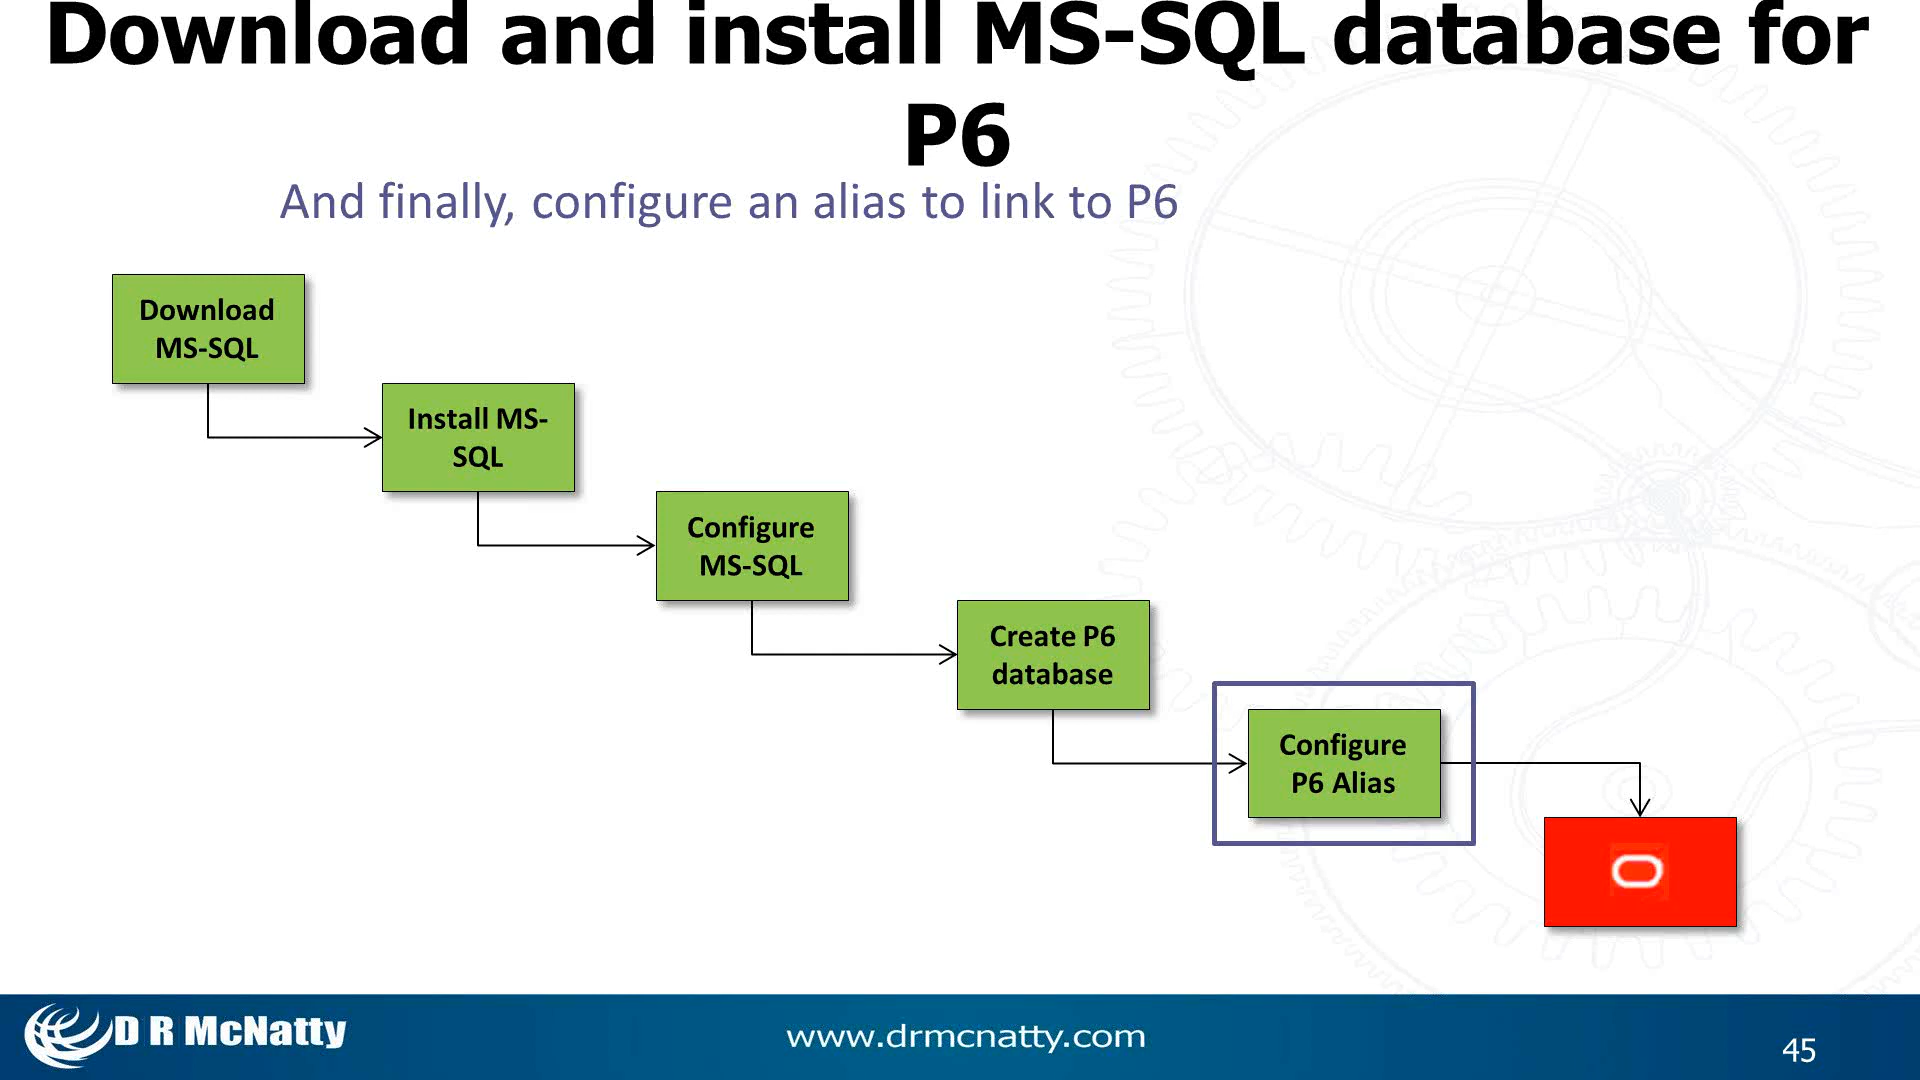 Download and install MS-SQL database for
P6
And finally, configure an alias to link to P6
Download
MS-SQL
Install MS-
SQL
Configure
MS-SQL
Create P6
database
Configure
P6 Alias
D R McNatty
www.drmcnatty.com
45